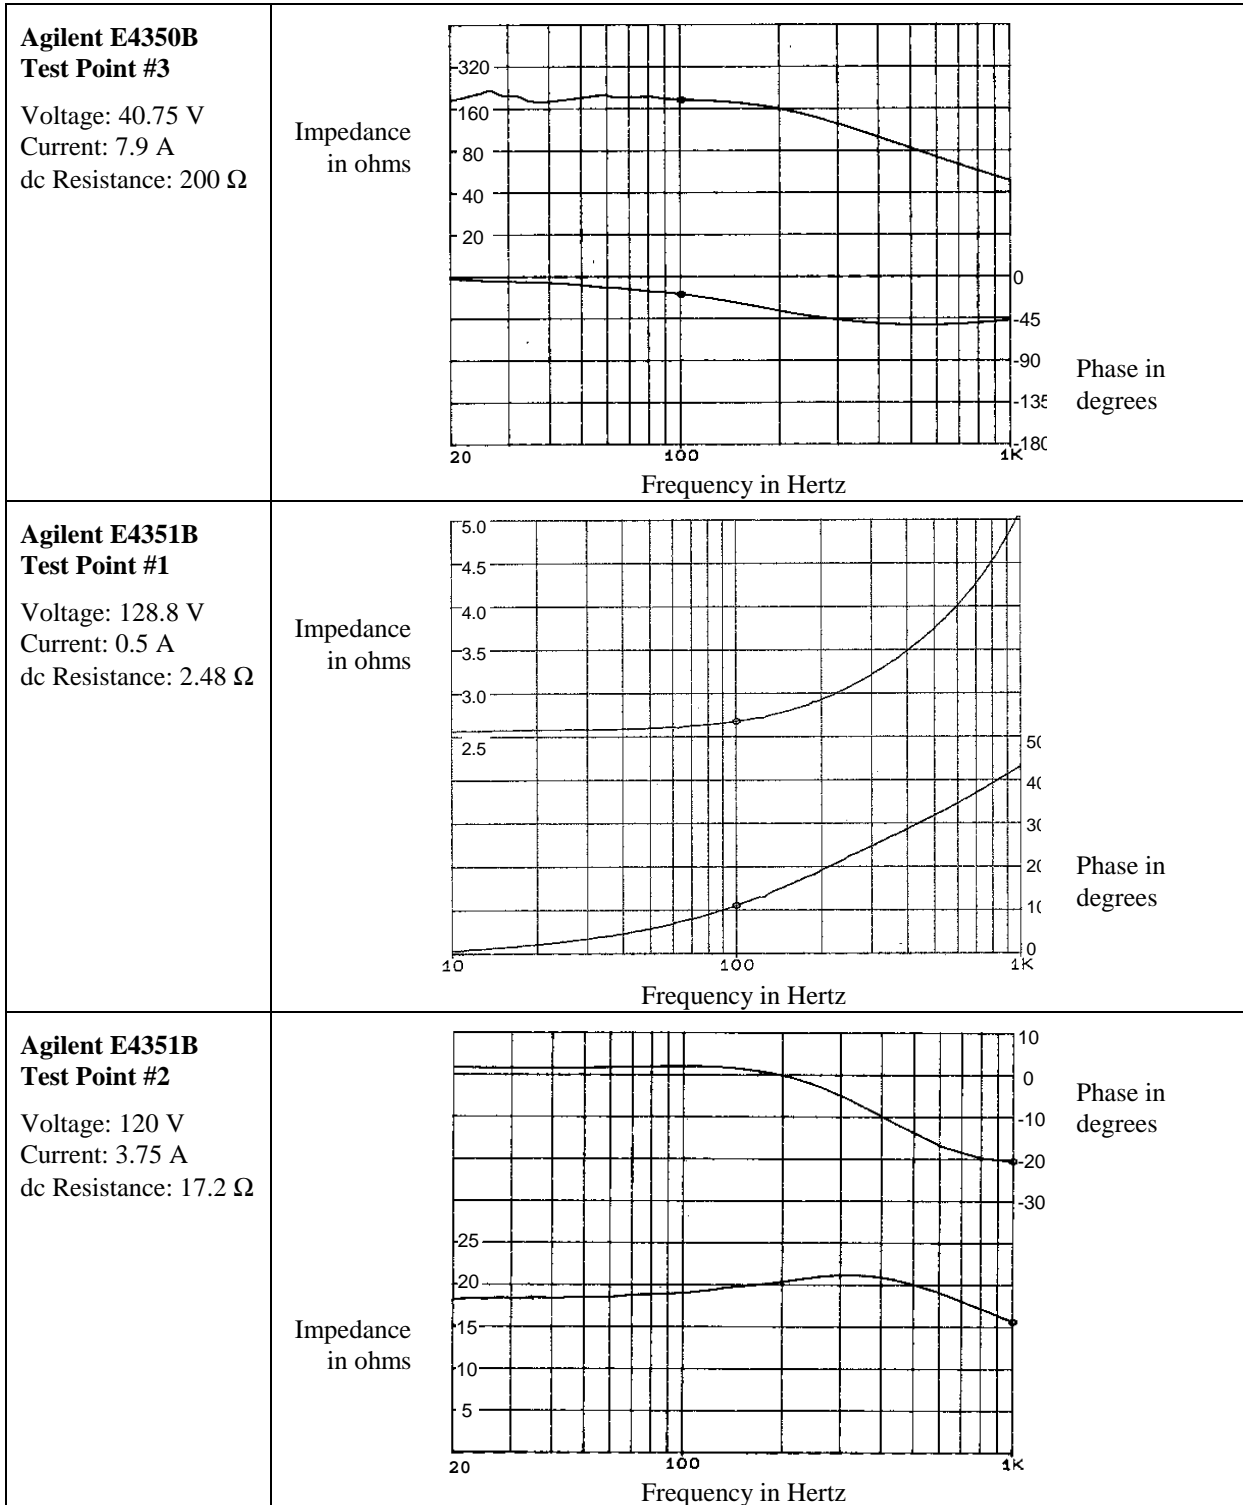 Agilent E4350B
Test Point #3
Voltage: 40.75 V
Current: 7.9 A
dc Resistance: 200 Ω
Impedance
in ohms
320
160
80
40
20
0
-45
-90
-135
-180
Phase in
degrees
20
100
1K
Frequency in Hertz
Agilent E4351B
Test Point #1
Voltage: 128.8 V
Current: 0.5 A
dc Resistance: 2.48 Ω
Impedance
in ohms
5.0
4.5
4.0
3.5
3.0
2.5
50
40
30
20
10
0
Phase in
degrees
10
100
1K
Frequency in Hertz
Agilent E4351B
Test Point #2
Voltage: 120 V
Current: 3.75 A
dc Resistance: 17.2 Ω
10
0
-10
-20
-30
Phase in
degrees
25
20
15
10
5
Impedance
in ohms
20
100
1K
Frequency in Hertz